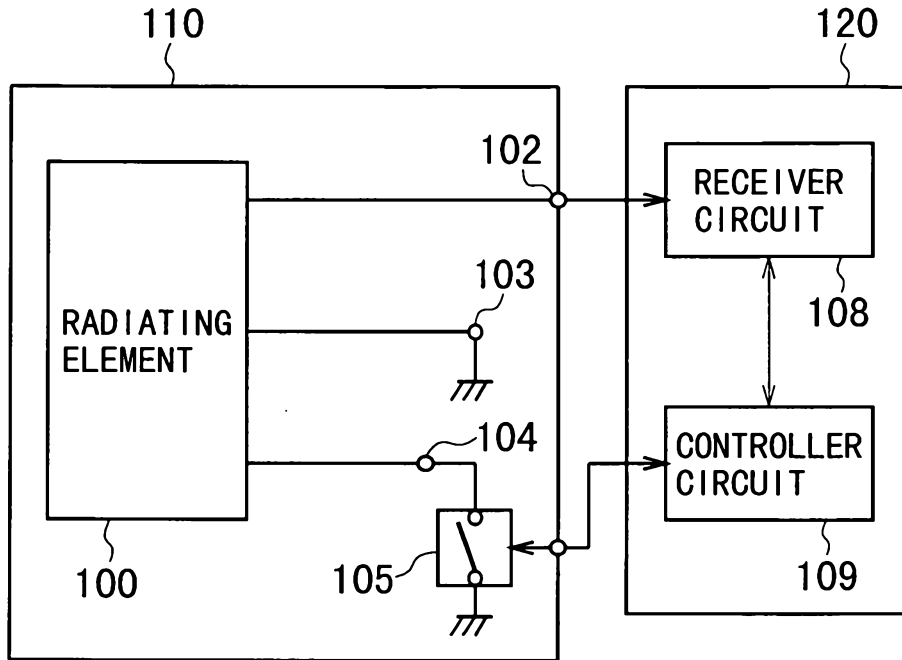 110
120
102
RECEIVER
CIRCUIT
103
108
RADIATING
ELEMENT
104
CONTROLLER
CIRCUIT
100
105
109